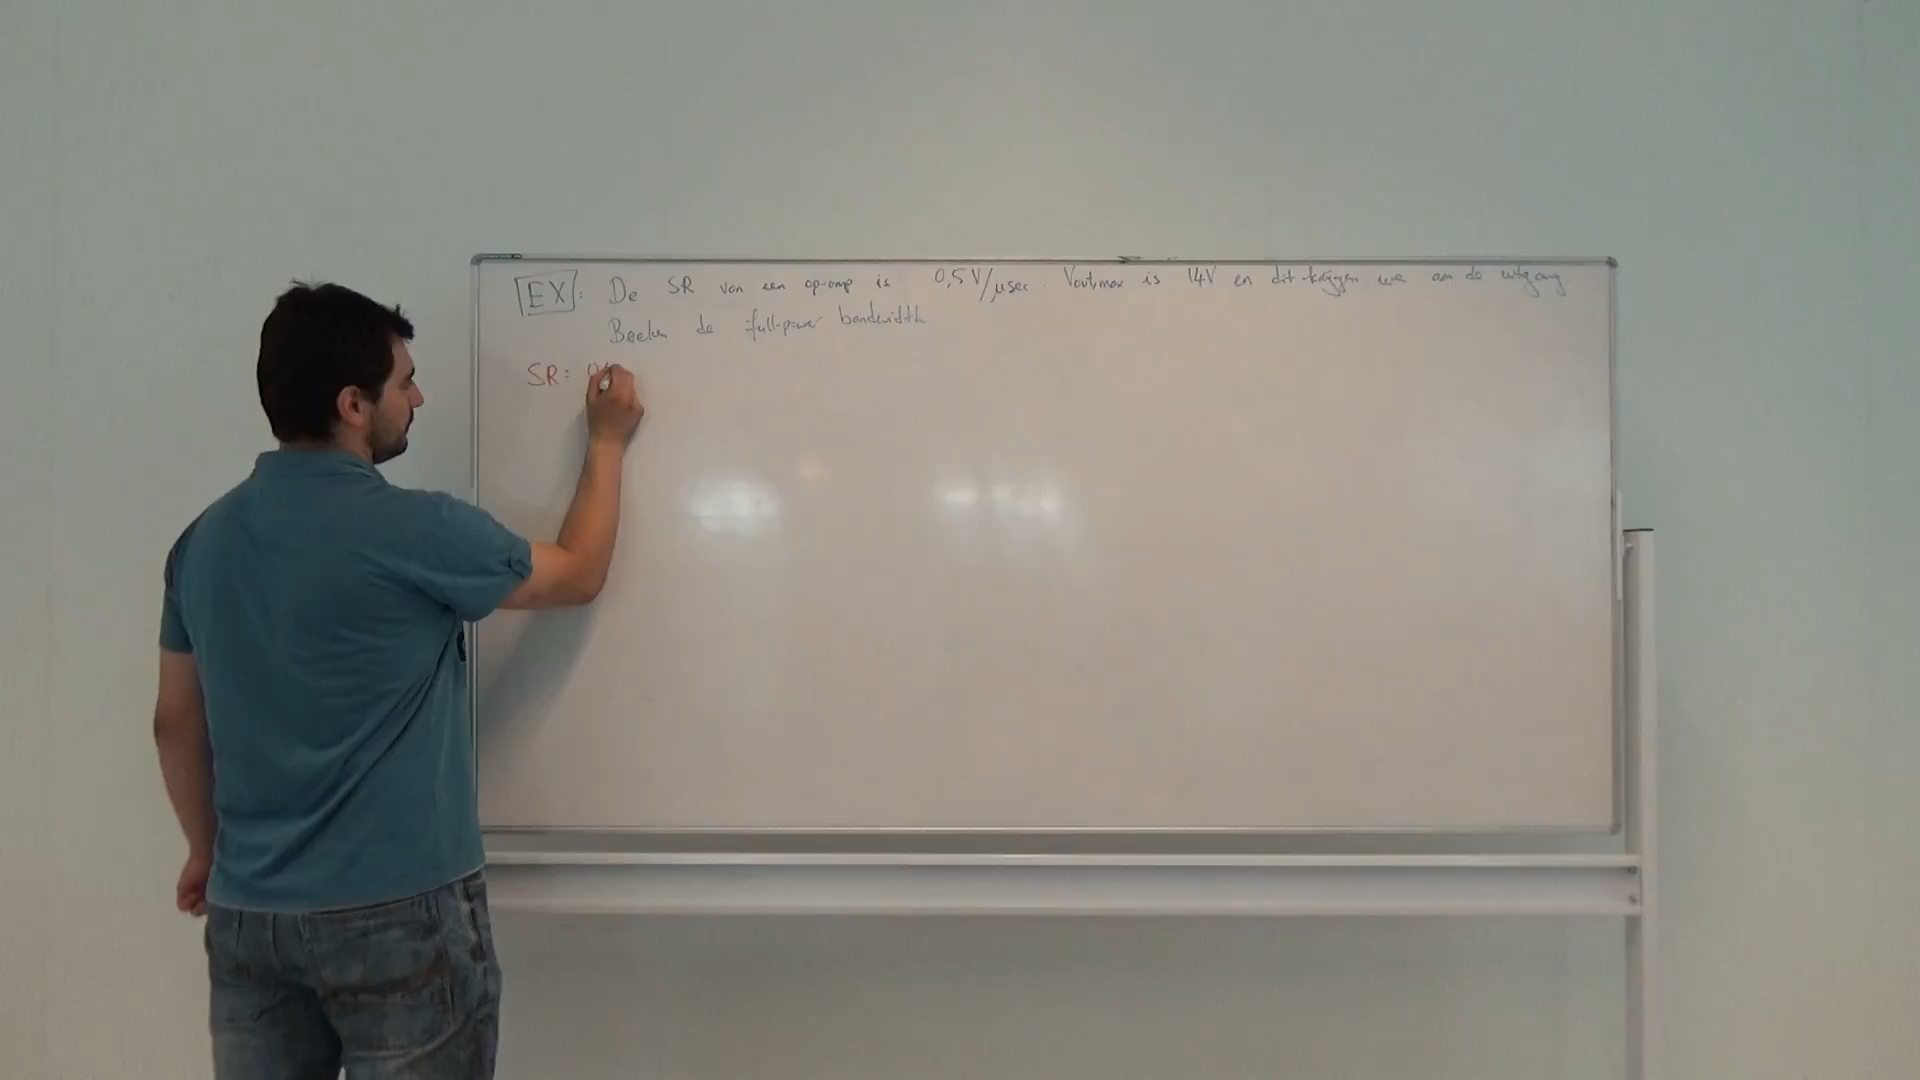 EX: De SR van een op-amp is 0,5 V/µsec. Vout,max is 14V en dit krijgen we aan de uitgang.
Bereken de full-power bandwidth
SR = 0,